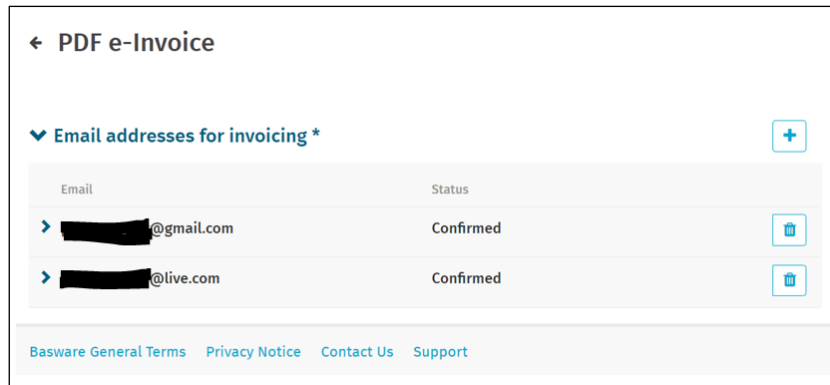 PDF e-Invoice
Email addresses for invoicing *
Email Status
@gmail.com Confirmed
@live.com Confirmed
Basware General Terms Privacy Notice Contact Us Support